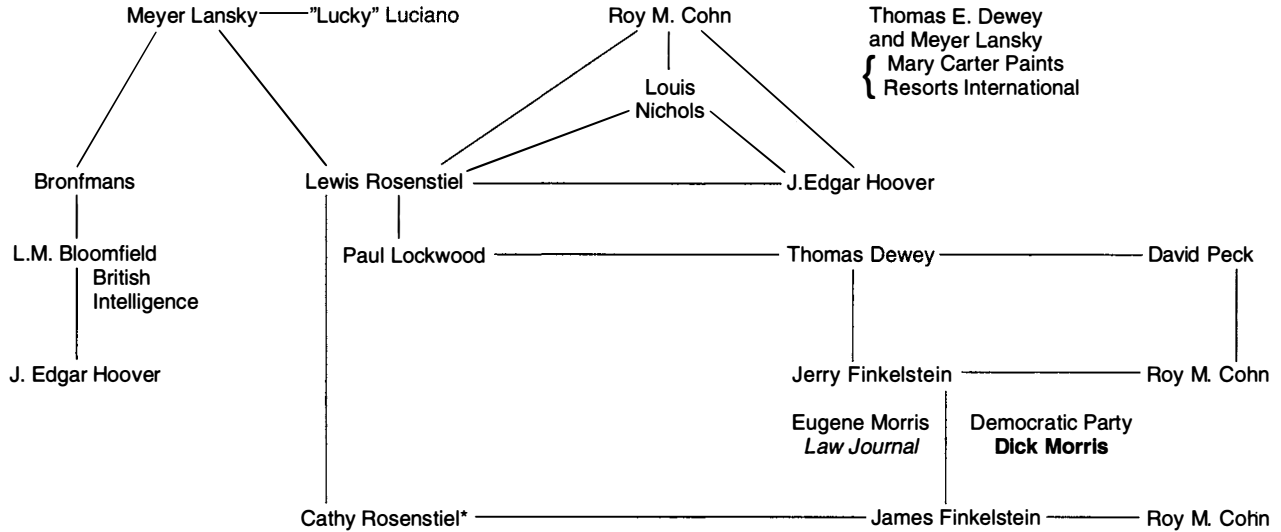 Meyer Lansky ”Lucky” Luciano Roy M. Cohn Thomas E. Dewey
and Meyer Lansky
{ Mary Carter Paints
Resorts International
Louis
Nichols
Bronfmans Lewis Rosenstiel J.Edgar Hoover
L.M. Bloomfield Paul Lockwood Thomas Dewey David Peck
British
Intelligence
J. Edgar Hoover Jerry Finkelstein Roy M. Cohn
Eugene Morris Democratic Party
Law Journal Dick Morris
Cathy Rosenstiel* James Finkelstein Roy M. Cohn